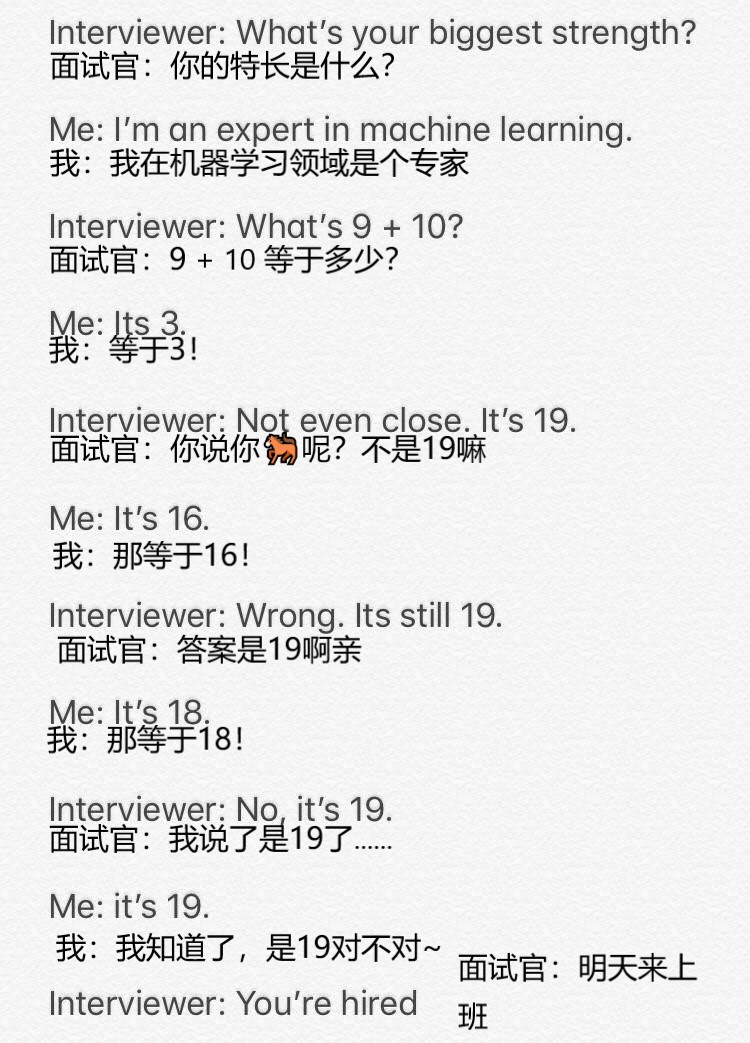 Interviewer: What’s your biggest strength?
面试官：你的特长是什么？
Me: I’m an expert in machine learning.
我：我在机器学习领域是个专家
Interviewer: What’s 9 + 10?
面试官：9 + 10 等于多少？
Me: Its 3.
我：等于3！
Interviewer: Not even close. It’s 19.
面试官：你说你🐎呢？不是19嘛
Me: It’s 16.
我：那等于16！
Interviewer: Wrong. Its still 19.
面试官：答案是19啊亲
Me: It’s 18.
我：那等于18！
Interviewer: No, it’s 19.
面试官：我说了是19了......
Me: it’s 19.
我：我知道了，是19对不对~
Interviewer: You’re hired
面试官：明天来上
班